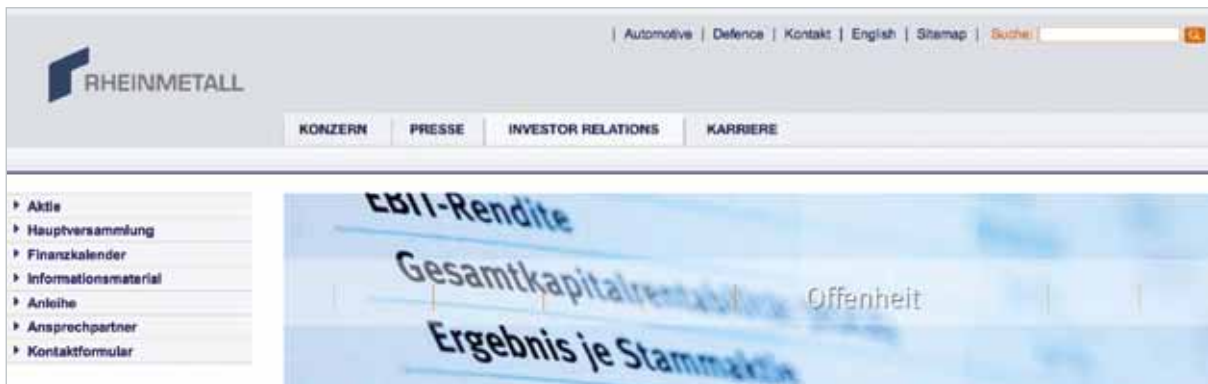 | Automotive | Defence | Kontakt | English | Sitemap | Suche:
RHEINMETALL
KONZERN PRESSE INVESTOR RELATIONS KARRIERE
Aktie
Hauptversammlung
Finanzkalender
Informationsmaterial
Anleihe
Ansprechpartner
Kontaktformular
EBIT-Rendite
Gesamtkapitalrentabilität
Offenheit
Ergebnis je Stammaktie